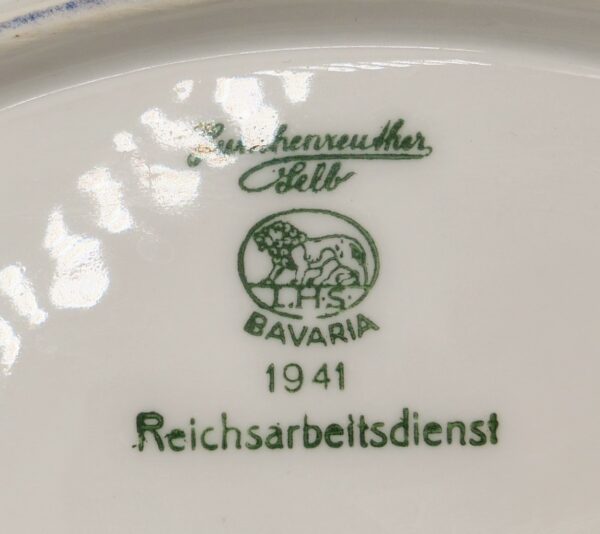 Hutschenreuther
Selb
L.H.S.
BAVARIA
1941
Reichsarbeitsdienst